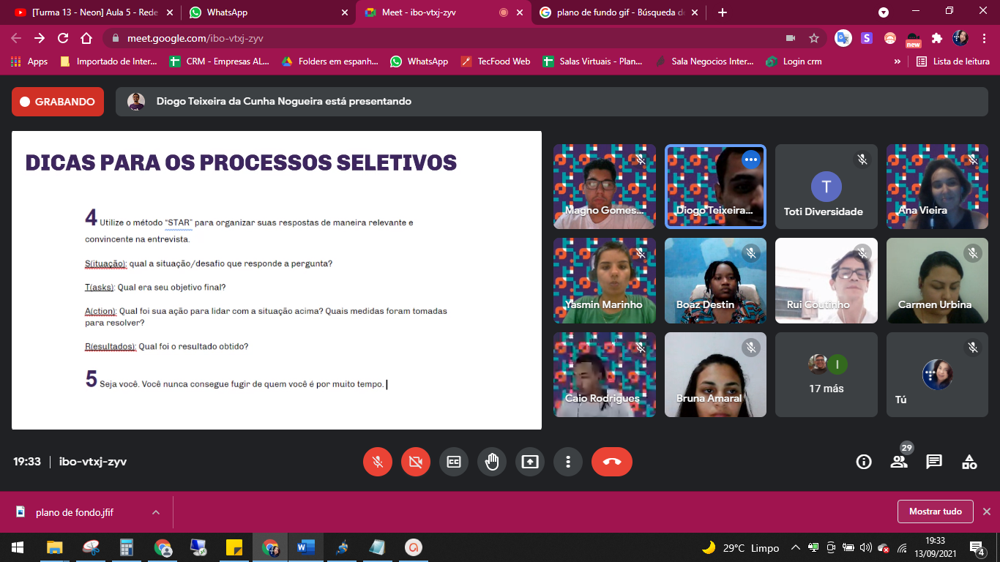 [Turma 13 - Neon] Aula 5 - Rede
WhatsApp
Meet - ibo-vtxj-zyv
plano de fundo gif - Búsqueda de
meet.google.com/ibo-vtxj-zyv
new
Apps
Importado de Inter...
CRM - Empresas AL...
Folders em espanh...
WhatsApp
TecFood Web
Salas Virtuais - Plan...
Sala Negocios Inter...
Login crm
»
Lista de leitura
GRABANDO
Diogo Teixeira da Cunha Nogueira está presentando
DICAS PARA OS PROCESSOS SELETIVOS
4 Utilize o método "STAR" para organizar suas respostas de maneira relevante e
convincente na entrevista.
S(ituação): qual a situação/desafio que responde a pergunta?
T(asks): Qual era seu objetivo final?
A(ction): Qual foi sua ação para lidar com a situação acima? Quais medidas foram tomadas
para resolver?
R(esultados): Qual foi o resultado obtido?
5 Seja você. Você nunca consegue fugir de quem você é por muito tempo.
Magno Gomes...
Diogo Teixeira...
T
Toti Diversidade
Ana Vieira
Yasmin Marinho
Boaz Destin
Rui Coutinho
Carmen Urbina
Caio Rodrigues
Bruna Amaral
I
17 más
Tú
19:33 | ibo-vtxj-zyv
CC
29
plano de fondo.jfif
Mostrar tudo
29°C Limpo
19:33
13/09/2021
4